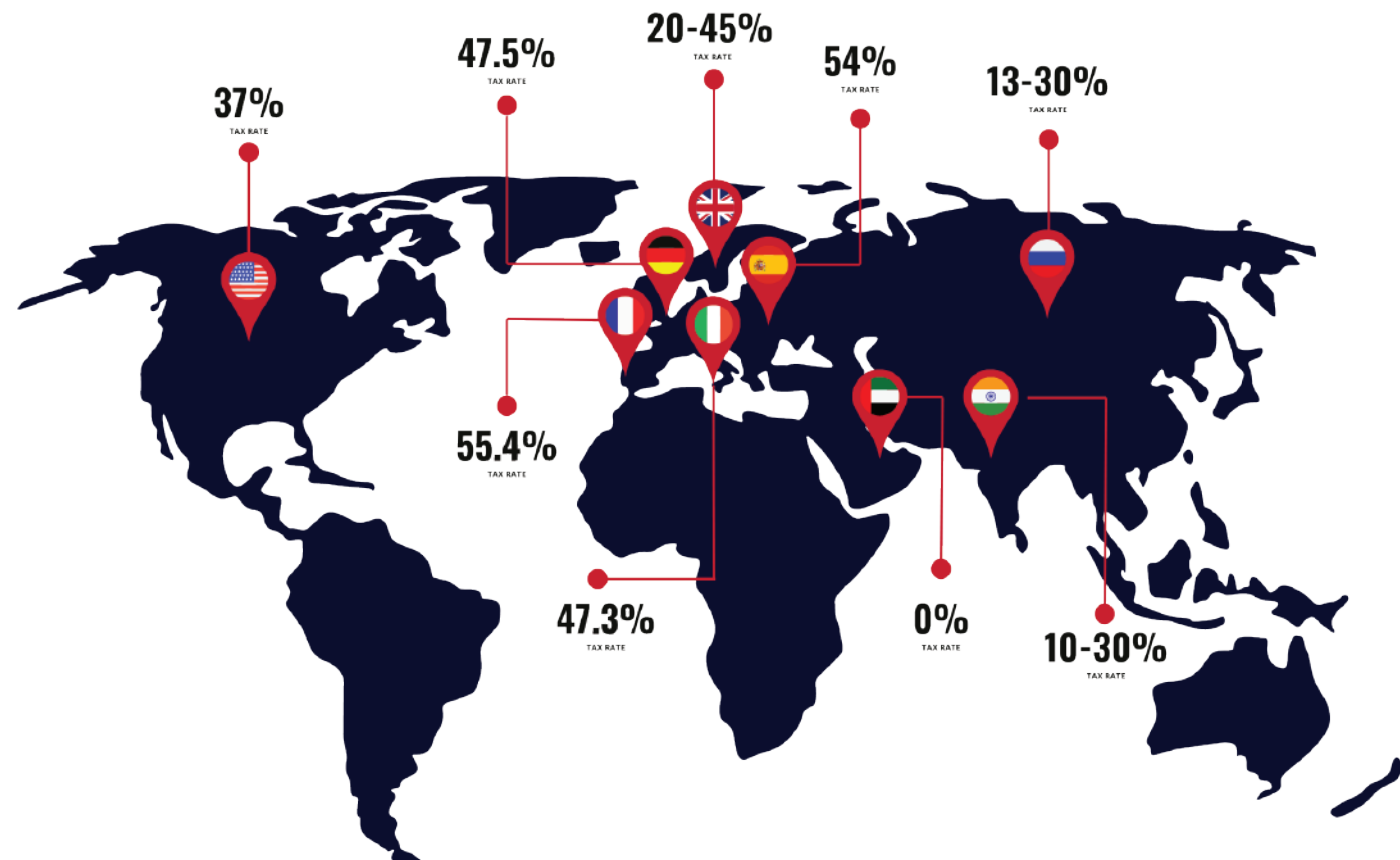 20-45%
TAX RATE
47.5%
TAX RATE
54%
TAX RATE
13-30%
TAX RATE
37%
TAX RATE
55.4%
TAX RATE
47.3%
TAX RATE
0%
TAX RATE
10-30%
TAX RATE